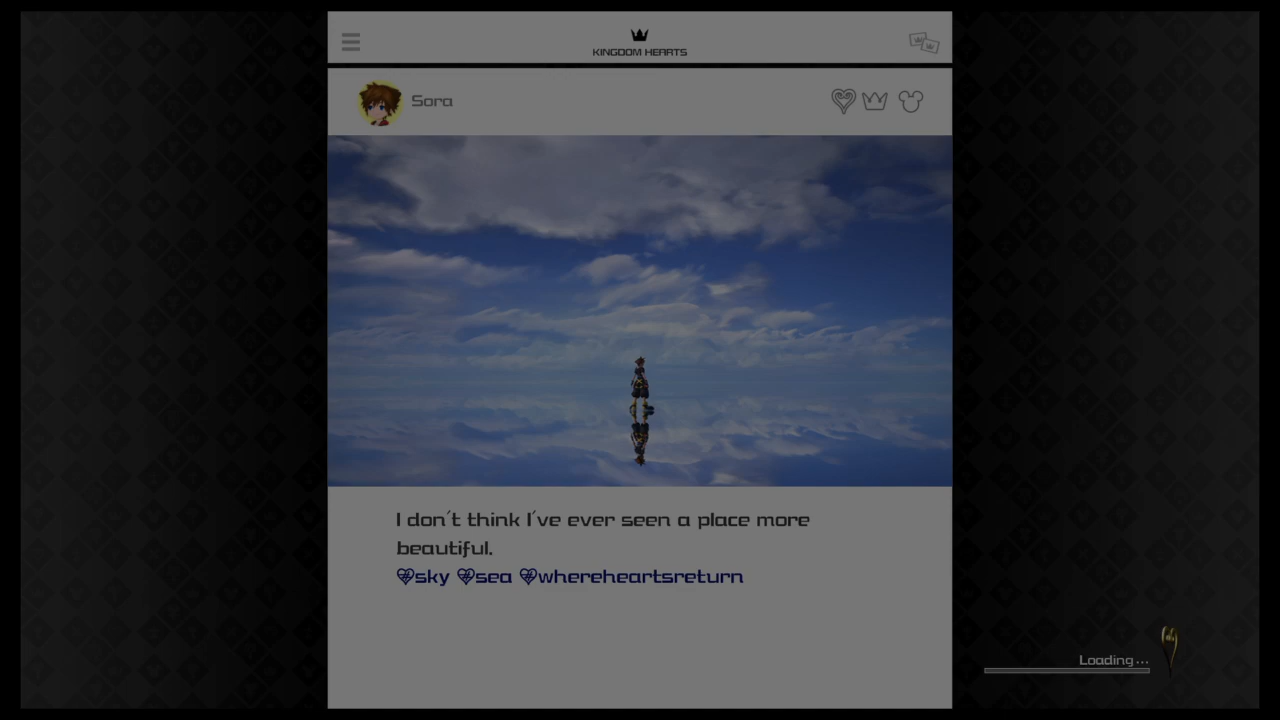 KINGDOM HEARTS
Sora
I don't think I've ever seen a place more
beautiful.
sky sea whereheartsreturn
Loading...